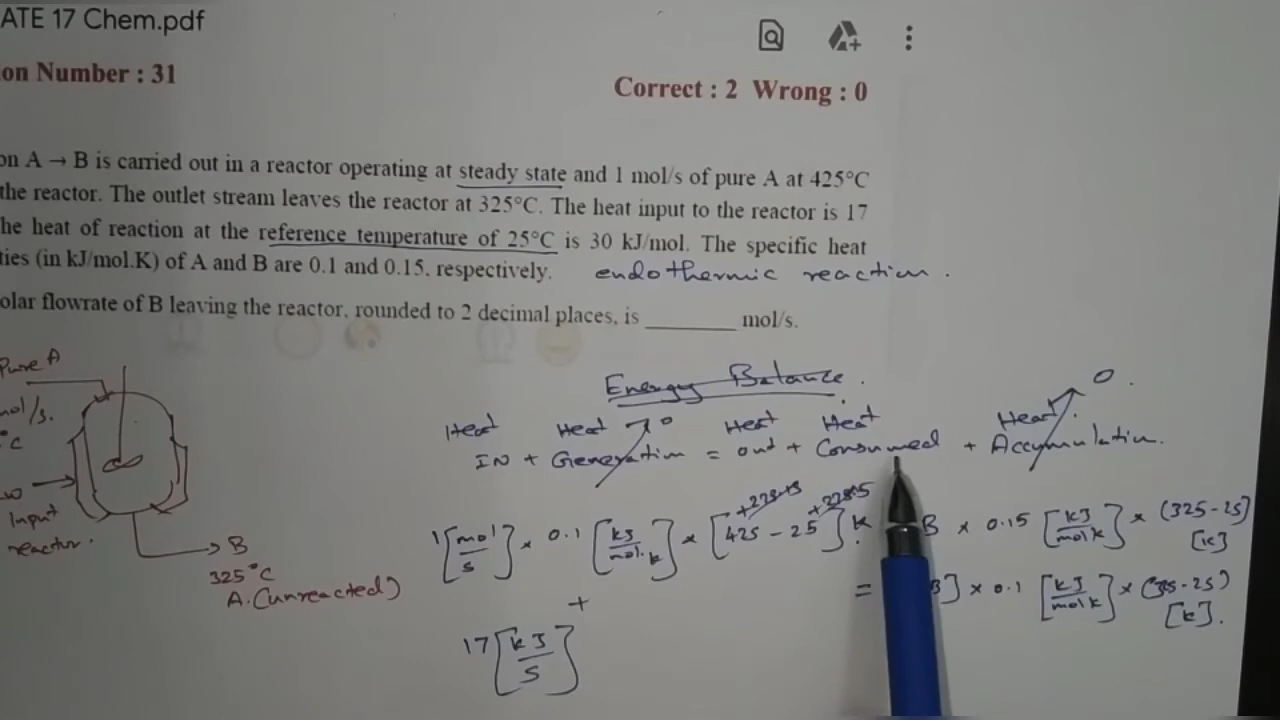 ATE 17 Chem.pdf
on Number : 31
Correct : 2 Wrong : 0
on A → B is carried out in a reactor operating at steady state and 1 mol/s of pure A at 425°C
the reactor. The outlet stream leaves the reactor at 325°C. The heat input to the reactor is 17
he heat of reaction at the reference temperature of 25°C is 30 kJ/mol. The specific heat
ties (in kJ/mol.K) of A and B are 0.1 and 0.15, respectively. endothermic reaction.
olar flowrate of B leaving the reactor, rounded to 2 decimal places, is ______ mol/s.
Pure A
mol/s.
°C
Input
reactor.
B
325°C
A.(unreacted)
Energy Balance.
Heat IN + Heat Generation → 0 = Heat out + Heat Consumed + Heat Accumulation. → 0.
1 [mol/s] × 0.1 [kJ/mol.K] × [425 - 25] K B × 0.15 [kJ/mol K] × (325-25) [K]
= B] × 0.1 [kJ/mol K] × (325-25) [K].
+
17 [kJ/s]